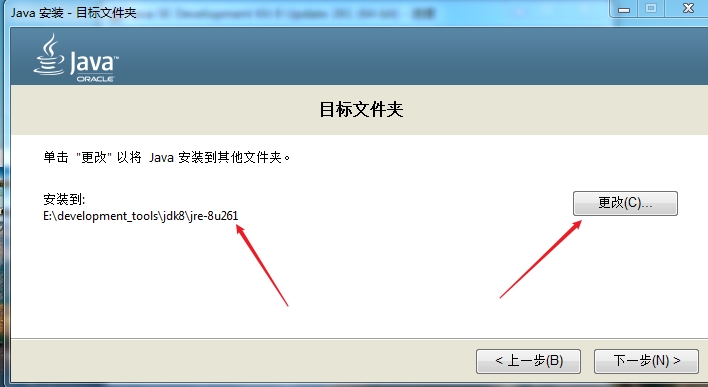 Java 安装 - 目标文件夹
Java™
ORACLE
目标文件夹
单击 "更改" 以将 Java 安装到其他文件夹。
安装到:
E:\development_tools\jdk8\jre-8u261
更改(C)...
< 上一步(B)
下一步(N) >